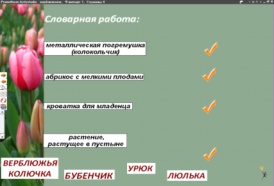 Словарная работа:
металлическая погремушка
(колокольчик)
абрикос с мелкими плодами
кроватка для младенца
растение,
растущее в пустыне
ВЕРБЛЮЖЬЯ
КОЛЮЧКА
БУБЕНЧИК
УРЮК
ЛЮЛЬКА